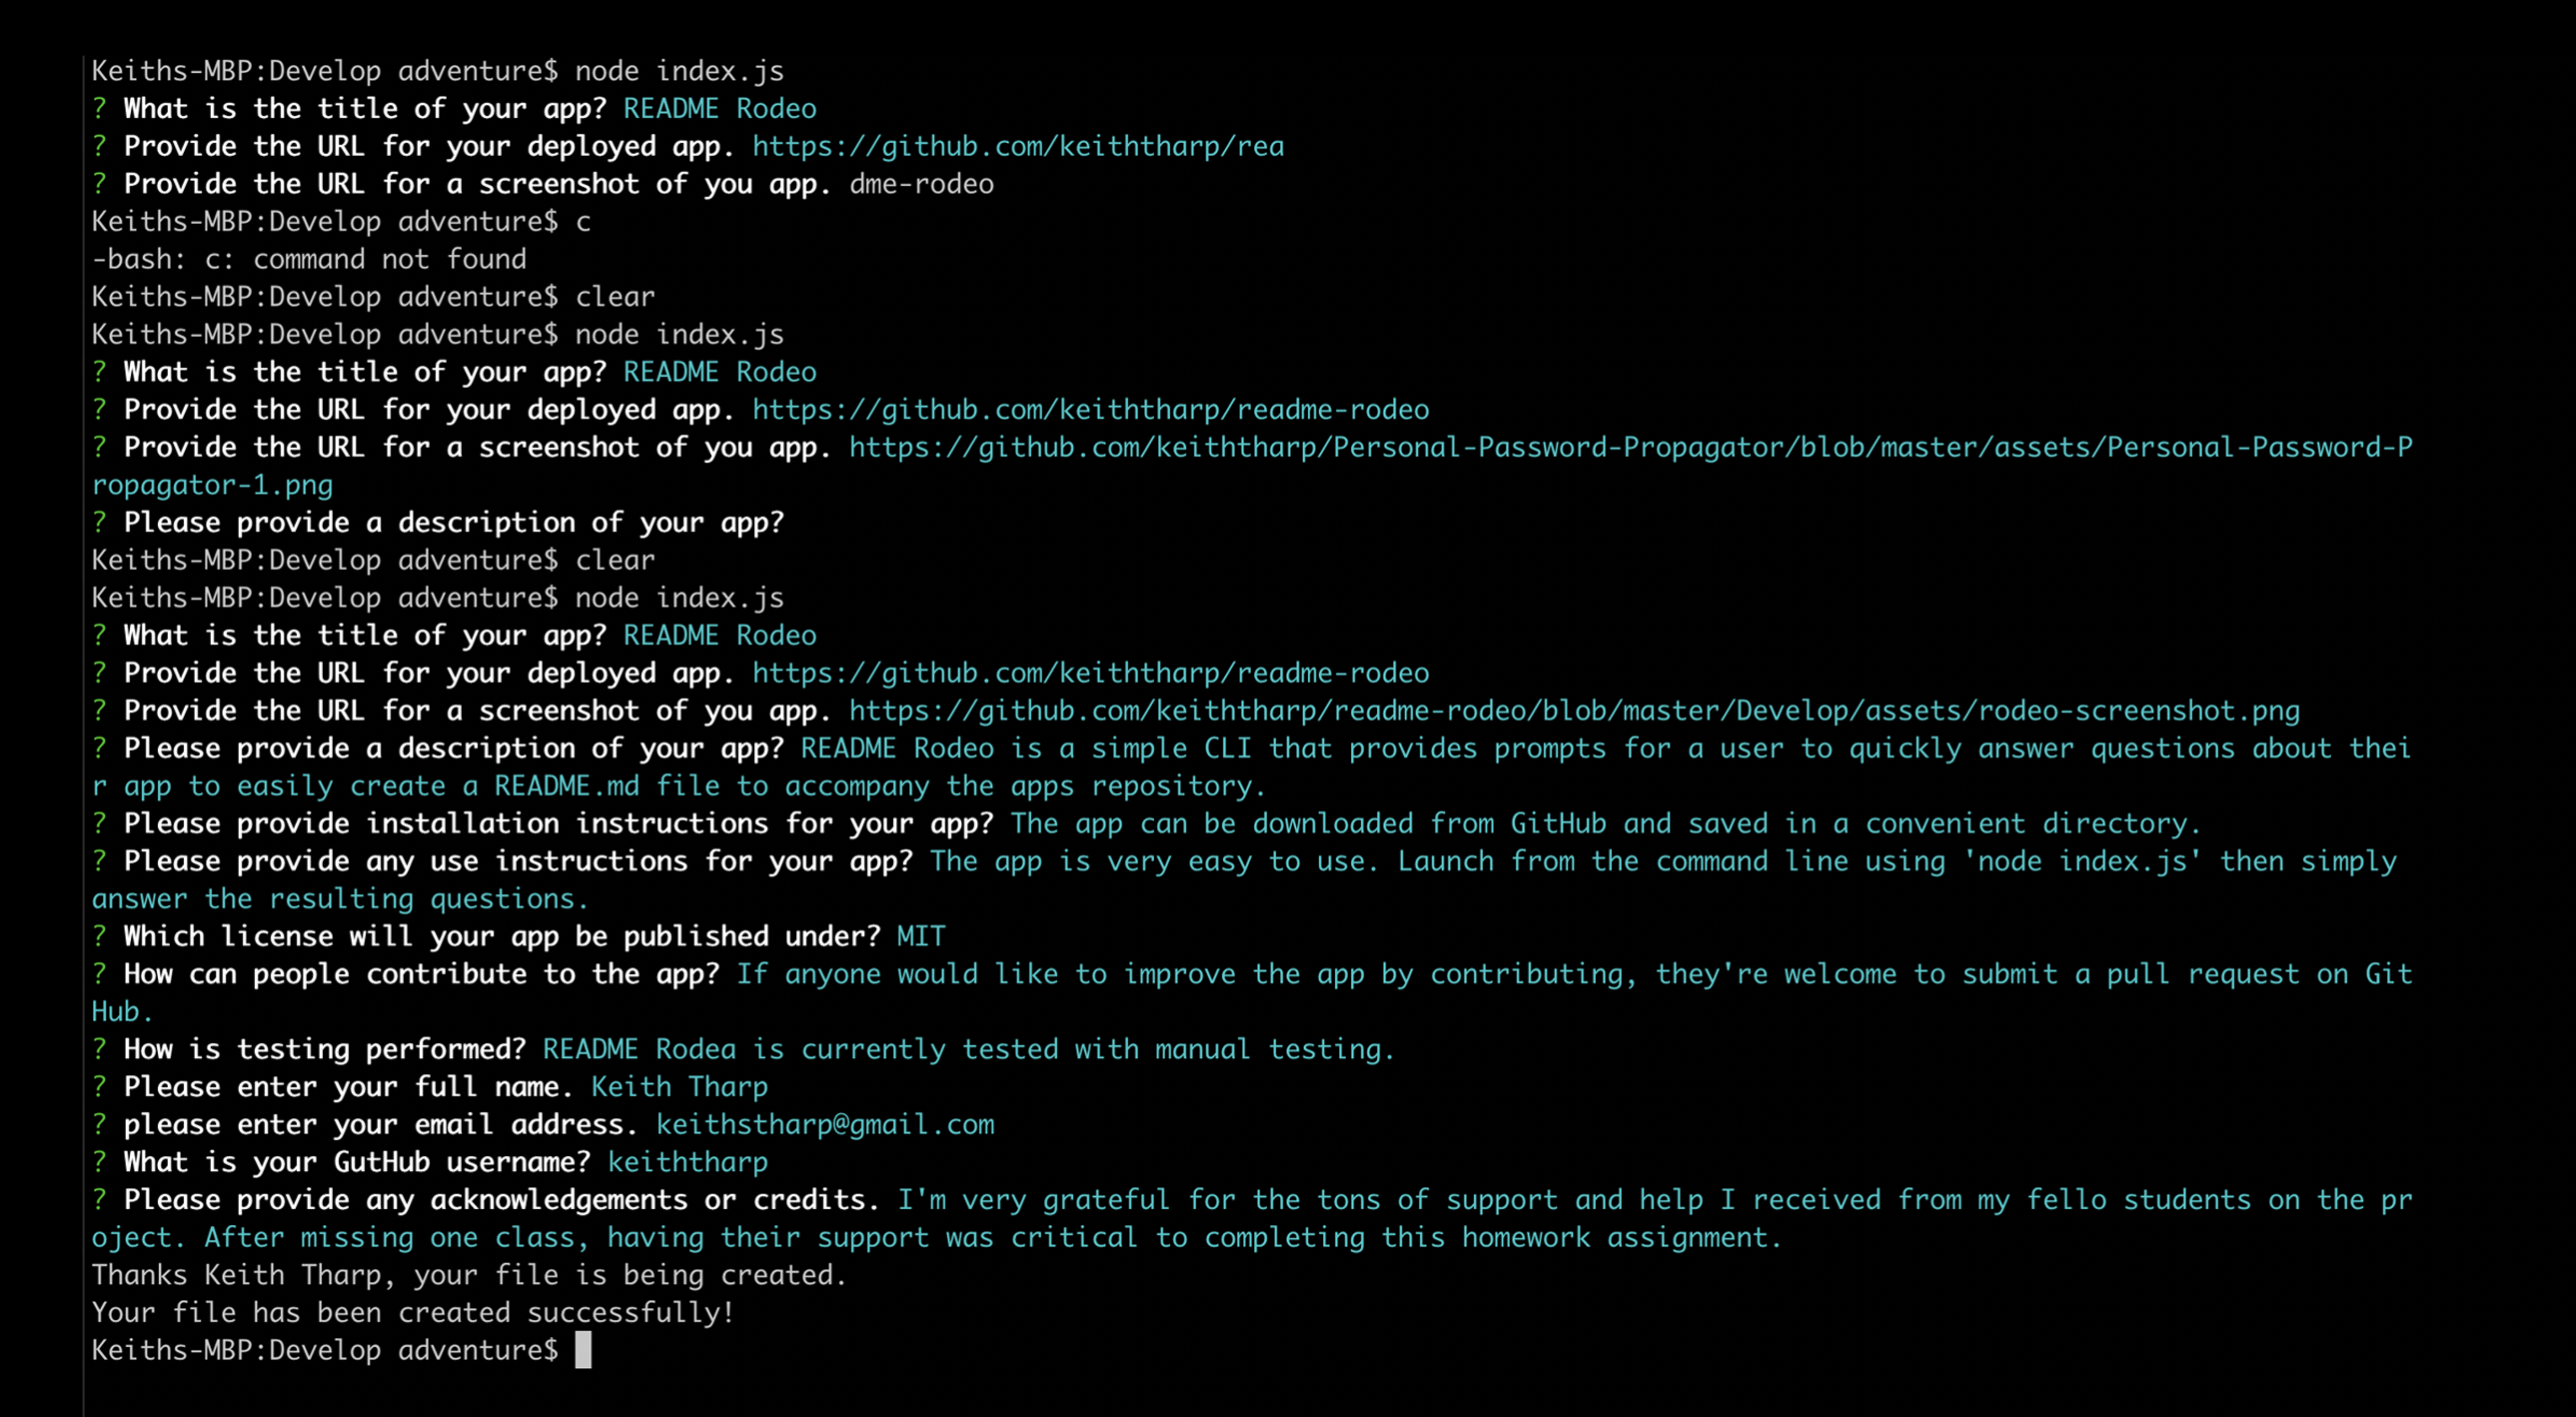 Keiths-MBP:Develop adventure$ node index.js
? What is the title of your app? README Rodeo
? Provide the URL for your deployed app. https://github.com/keiththarp/rea
? Provide the URL for a screenshot of you app. dme-rodeo
Keiths-MBP:Develop adventure$ c
-bash: c: command not found
Keiths-MBP:Develop adventure$ clear
Keiths-MBP:Develop adventure$ node index.js
? What is the title of your app? README Rodeo
? Provide the URL for your deployed app. https://github.com/keiththarp/readme-rodeo
? Provide the URL for a screenshot of you app. https://github.com/keiththarp/Personal-Password-Propagator/blob/master/assets/Personal-Password-P
ropagator-1.png
? Please provide a description of your app?
Keiths-MBP:Develop adventure$ clear
Keiths-MBP:Develop adventure$ node index.js
? What is the title of your app? README Rodeo
? Provide the URL for your deployed app. https://github.com/keiththarp/readme-rodeo
? Provide the URL for a screenshot of you app. https://github.com/keiththarp/readme-rodeo/blob/master/Develop/assets/rodeo-screenshot.png
? Please provide a description of your app? README Rodeo is a simple CLI that provides prompts for a user to quickly answer questions about thei
r app to easily create a README.md file to accompany the apps repository.
? Please provide installation instructions for your app? The app can be downloaded from GitHub and saved in a convenient directory.
? Please provide any use instructions for your app? The app is very easy to use. Launch from the command line using 'node index.js' then simply
answer the resulting questions.
? Which license will your app be published under? MIT
? How can people contribute to the app? If anyone would like to improve the app by contributing, they're welcome to submit a pull request on Git
Hub.
? How is testing performed? README Rodea is currently tested with manual testing.
? Please enter your full name. Keith Tharp
? please enter your email address. keithstharp@gmail.com
? What is your GutHub username? keiththarp
? Please provide any acknowledgements or credits. I'm very grateful for the tons of support and help I received from my fello students on the pr
oject. After missing one class, having their support was critical to completing this homework assignment.
Thanks Keith Tharp, your file is being created.
Your file has been created successfully!
Keiths-MBP:Develop adventure$